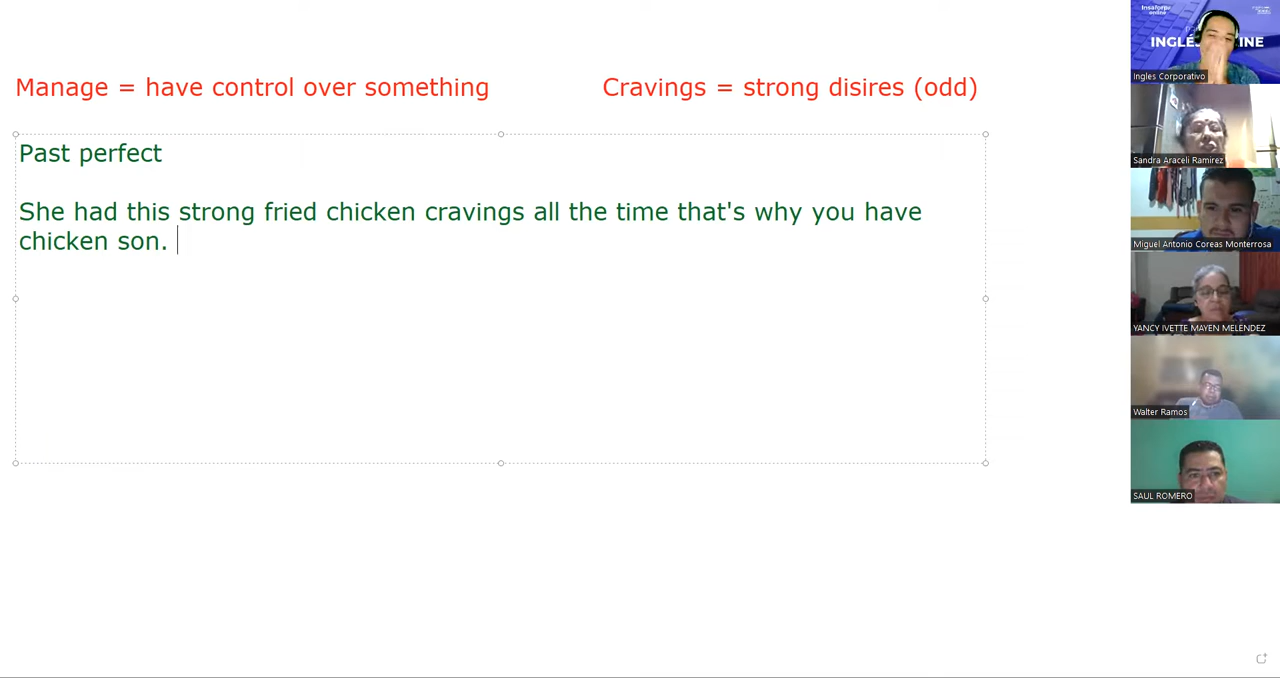 Manage = have control over something
Cravings = strong disires (odd)
Past perfect
She had this strong fried chicken cravings all the time that's why you have
chicken son.
INGLÉS
INE
Ingles Corporativo
Sandra Araceli Ramirez
Miguel Antonio Coreas Monterrosa
YANCY IVETTE MAYEN MELENDEZ
Walter Ramos
SAUL ROMERO